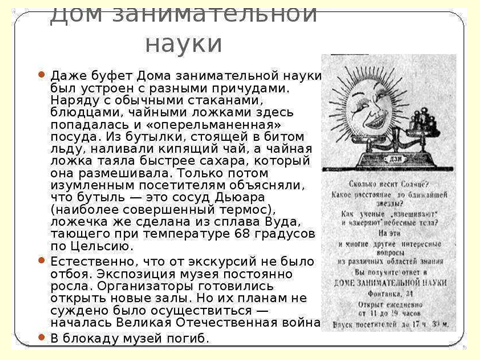 Дом занимательной
науки
Даже буфет Дома занимательной науки
был устроен с разными причудами.
Наряду с обычными стаканами,
блюдцами, чайными ложками здесь
попадалась и «оперельманенная»
посуда. Из бутылки, стоящей в битом
льду, наливали кипящий чай, а чайная
ложка таяла быстрее сахара, который
она размешивала. Только потом
изумленным посетителям объясняли,
что бутыль — это сосуд Дьюара
(наиболее совершенный термос),
ложечка же сделана из сплава Вуда,
тающего при температуре 68 градусов
по Цельсию.
Естественно, что от экскурсий не было
отбоя. Экспозиция музея постоянно
росла. Организаторы готовились
открыть новые залы. Но их планам не
суждено было осуществиться —
началась Великая Отечественная война
В блокаду музей погиб.
ДЗН
Сколько весит Солнце?
Какое расстояние до ближайшей
звезды?
Как ученые „извешивают"
и „измеряют" небесные тела?
На эти
и многие другие интересные
вопросы
из различных областей знания
Вы получите ответ в
ДОМЕ ЗАНИМАТЕЛЬНОЙ НАУКИ
Фонтанка, 34
Открыт ежедневно
от 11 до 19 часов
Впуск посетителей до 17 ч. 30 м.